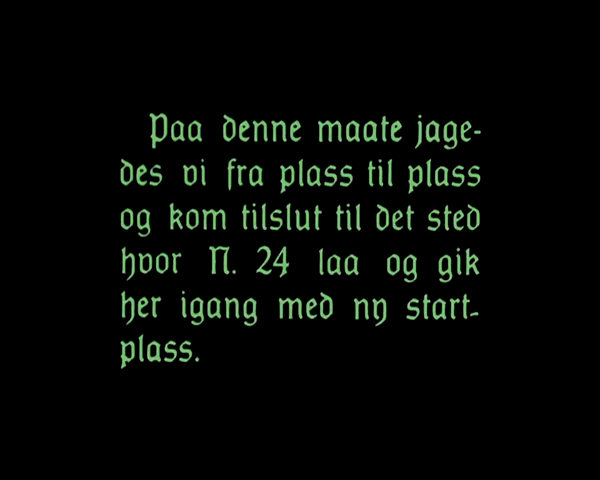 Paa denne maate jage-
des vi fra plass til plass
og kom tilslut til det sted
hvor N. 24 laa og gik
her igang med ny start-
plass.